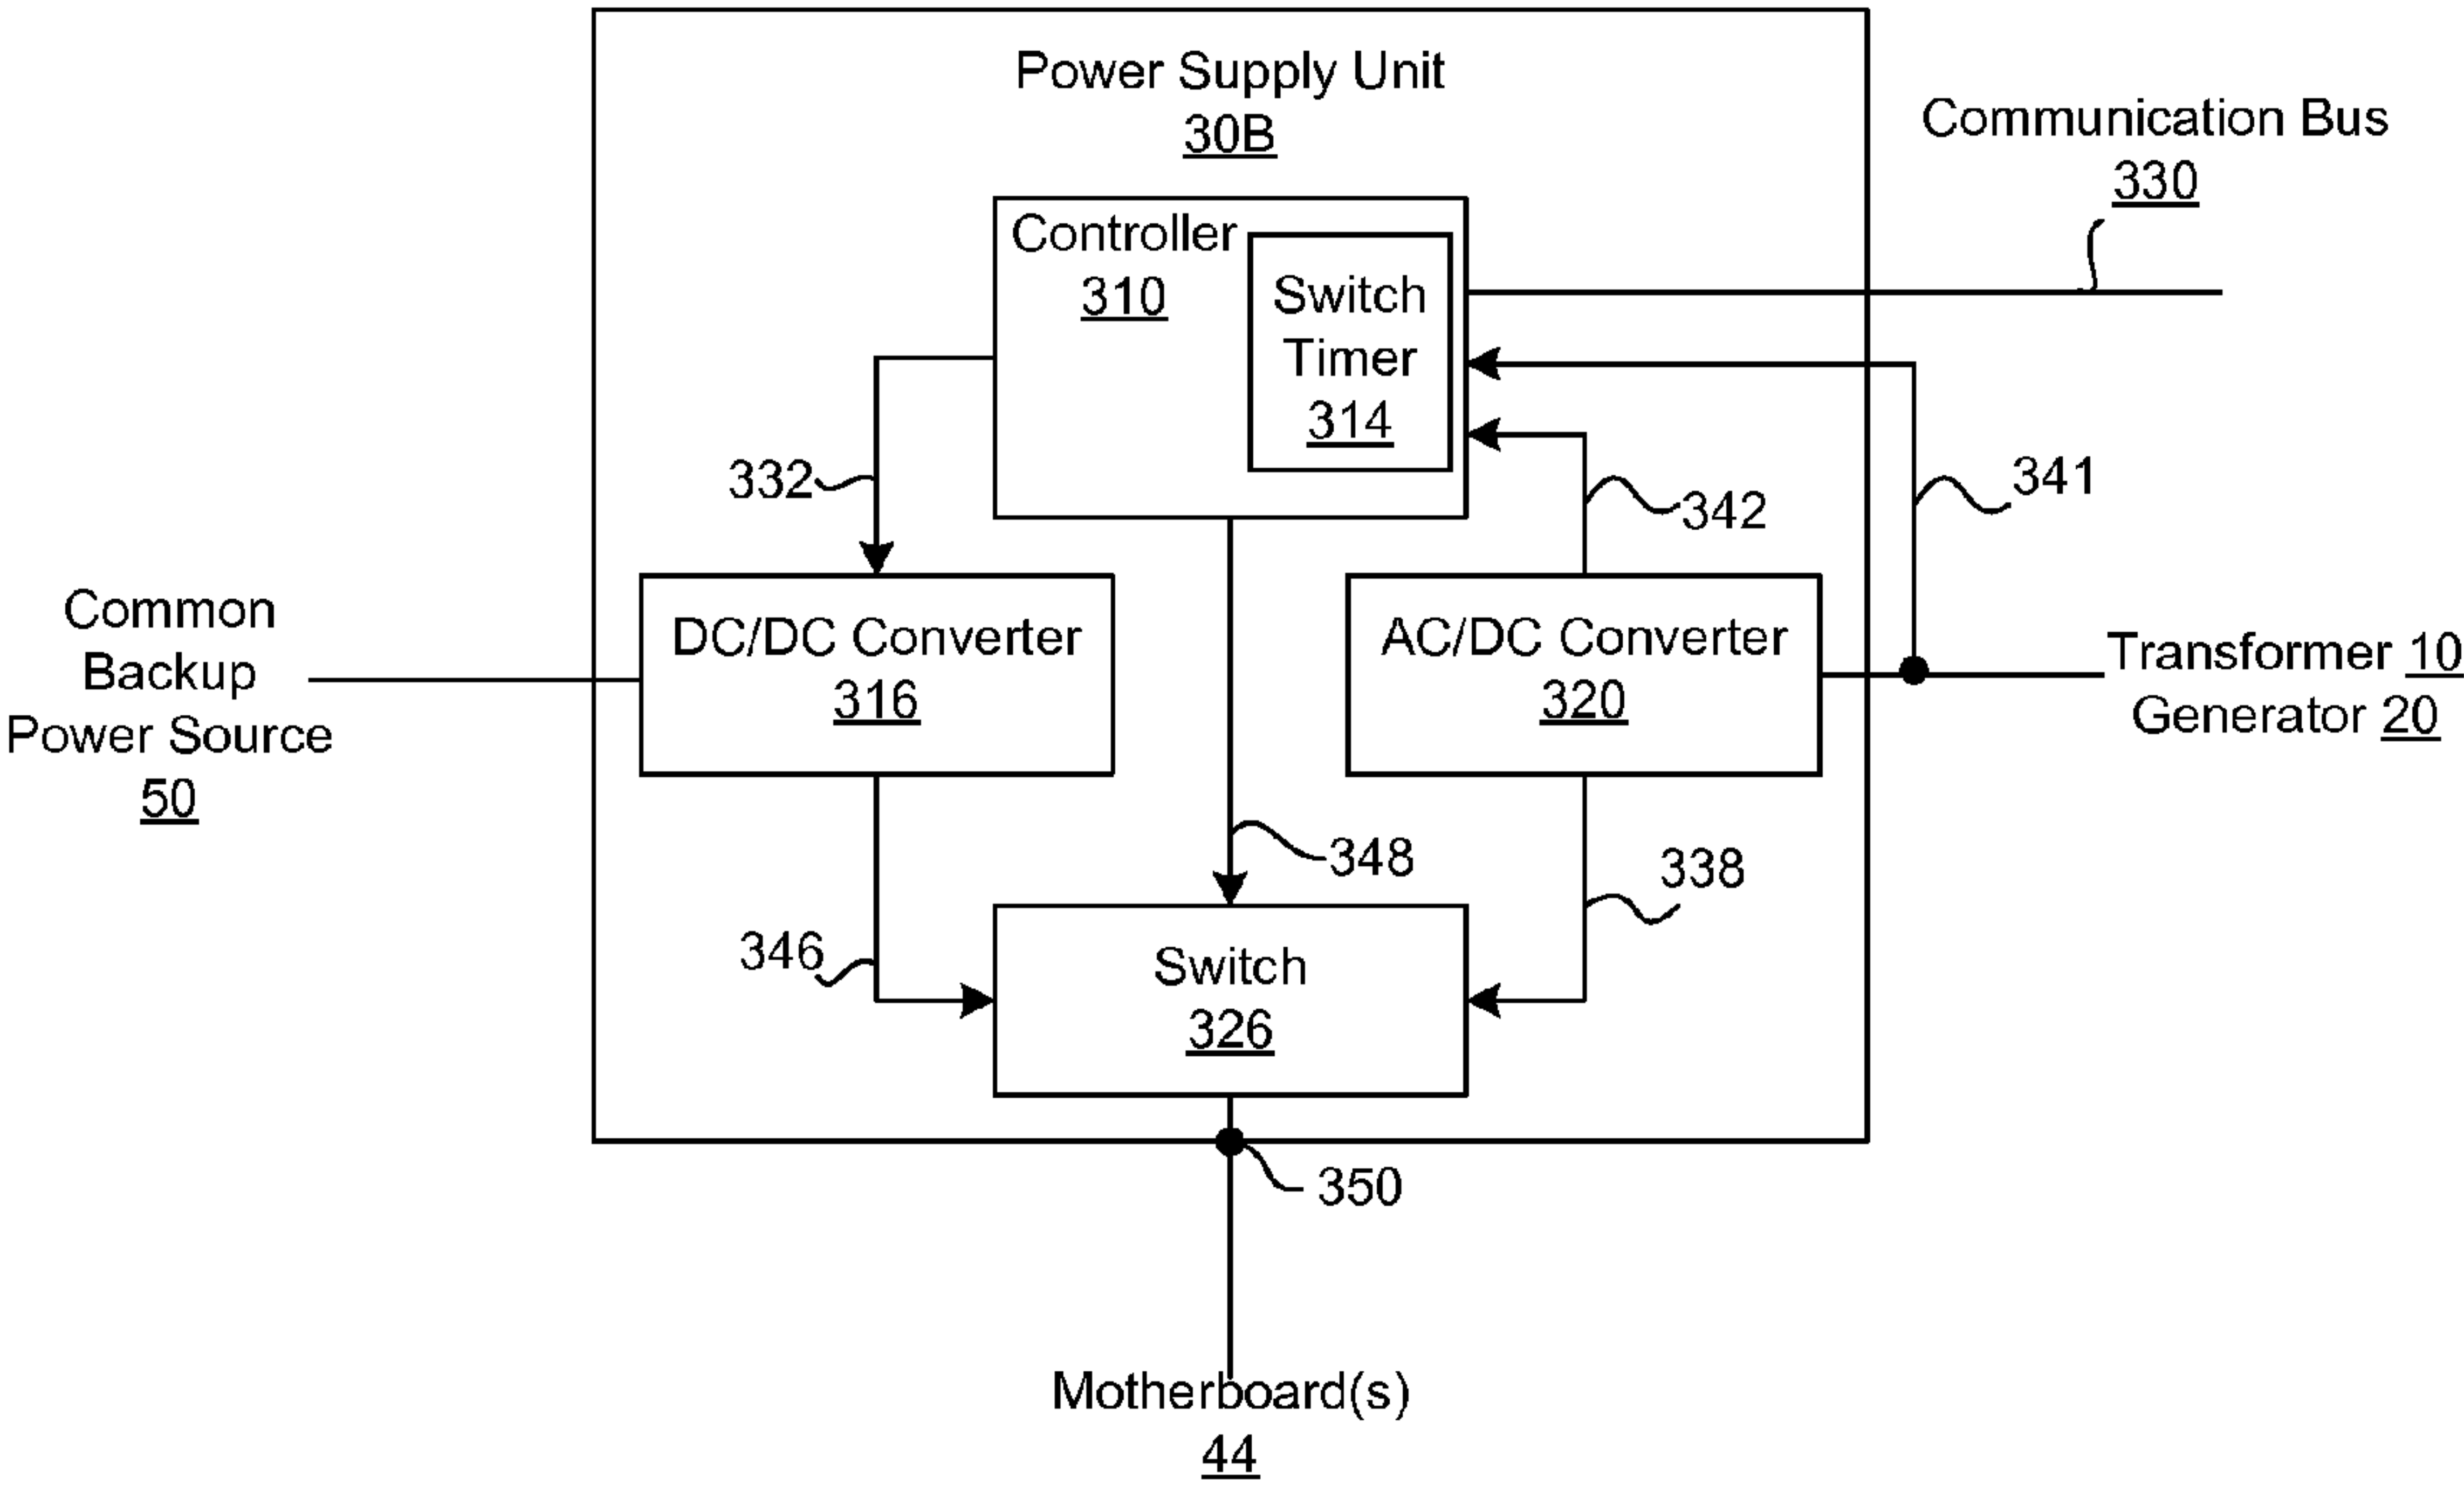 Power Supply Unit
30B
Communication Bus
330
Controller
310
Switch
Timer
314
332
342
341
Common
Backup
Power Source
50
DC/DC Converter
316
AC/DC Converter
320
Transformer 10
Generator 20
348
338
346
Switch
326
350
Motherboard(s)
44